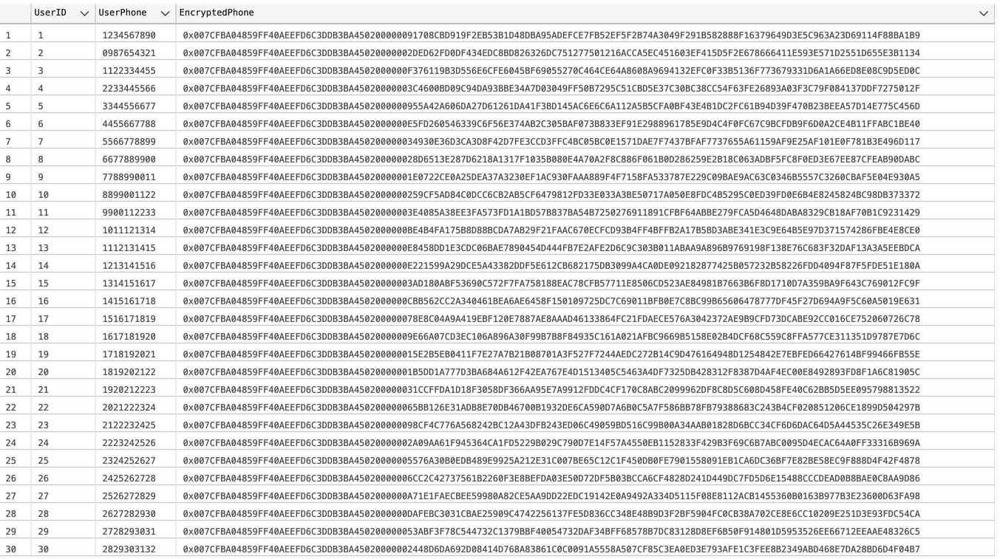 UserID UserPhone EncryptedPhone
1 1 1234567890 0x007CFBA04859FF40AEEFD6C3DDB3BA450200000091708CBD919F2EB53B1D48DBA95ADEFCE7FB52EF5F2B74A3049F291B582888F16379649D3E5C963A23D69114F88BA1B9
2 2 0987654321 0x007CFBA04859FF40AEEFD6C3DDB3BA45020000002DED62FD0DF434EDC8BD826326DC751277501216ACCA5EC451603EF415D5F2E678666411E593E571D2551D655E3B1134
3 3 1122334455 0x007CFBA04859FF40AEEFD6C3DDB3BA4502000000F376119B3D556E6CFE6045BF69055270C464CE64A8608A9694132EFC0F33B5136F773679331D6A1A66ED8E08C9D5ED0C
4 4 2233445566 0x007CFBA04859FF40AEEFD6C3DDB3BA45020000003C4600BD09C94DA93BBE34A7D03049FF50B7295C51CBD5E37C30BC38CC54F63FE26893A03F3C79F084137DDF7275012F
5 5 3344556677 0x007CFBA04859FF40AEEFD6C3DDB3BA4502000000955A42A606DA27D61261DA41F3BD145AC6E6C6A112A5B5CFA0BF43E4B1DC2FC61B94D39F470B23BEEA57D14E775C456D
6 6 4455667788 0x007CFBA04859FF40AEEFD6C3DDB3BA4502000000E5FD260546339C6F56E374AB2C305BAF073B833EF91E2988961785E9D4C4F0FC67C9BCFDB9F6D0A2CE4B11FFABC1BE40
7 7 5566778899 0x007CFBA04859FF40AEEFD6C3DDB3BA450200000034930E36D3CA3D8F42D7FE3CCD3FFC4BC05BC0E1571DAE7F7437BFAF7737655A61159AF9E25AF101E0F781B3E496D117
8 8 6677889900 0x007CFBA04859FF40AEEFD6C3DDB3BA450200000028D6513E287D6218A1317F1035B080E4A70A2F8C886F061B0D286259E2B18C063ADBF5FC8F0ED3E67EE87CFEAB90DABC
9 9 7788990011 0x007CFBA04859FF40AEEFD6C3DDB3BA45020000001E0722CE0A25DEA37A3230EF1AC930FAAA889F4F7158FA533787E229C09BAE9AC63C0346B5557C3260CBAF5E04E930A5
10 10 8899001122 0x007CFBA04859FF40AEEFD6C3DDB3BA4502000000259CF5AD84C0DCC6CB2AB5CF6479812FD33E033A3BE50717A050E8FDC4B5295C0ED39FD0E6B4E8245824BC98DB373372
11 11 9900112233 0x007CFBA04859FF40AEEFD6C3DDB3BA45020000003E4085A38EE3FA573FD1A1BD57B837BA54B7250276911891CFBF64ABBE279FCA5D4648DABA8329CB18AF70B1C9231429
12 12 1011121314 0x007CFBA04859FF40AEEFD6C3DDB3BA4502000000BE4B4FA175B8D88BCDA7AB29F21FAAC670ECFCD93B4FF4BFFB2A17B5BD3ABE341E3C9E64B5E97D371574286FBE4E8CE0
13 13 1112131415 0x007CFBA04859FF40AEEFD6C3DDB3BA4502000000E8458DD1E3CDC06BAE7890454D444FB7E2AFE2D6C9C303B011ABAA9A896B9769198F138E76C683F32DAF13A3A5EEBDCA
14 14 1213141516 0x007CFBA04859FF40AEEFD6C3DDB3BA4502000000E221599A29DCE5A43382DDF5E612CB682175DB3099A4CA0DE092182877425B057232B58226FDD4094F87F5FDE51E180A
15 15 1314151617 0x007CFBA04859FF40AEEFD6C3DDB3BA45020000003AD180ABF53690C572F7FA758188EAC78CFB57711E8506CD523AE84981B7663B6F8D1710D7A359BA9F643C769012FC9F
16 16 1415161718 0x007CFBA04859FF40AEEFD6C3DDB3BA4502000000CBB562CC2A340461BEA6AE6458F150109725DC7C69011BFB0E7C8BC99B65606478777DF45F27D694A9F5C60A5019E631
17 17 1516171819 0x007CFBA04859FF40AEEFD6C3DDB3BA450200000078E8C04A9A419EBF120E7887AE8AAAD46133864FC21FDAECE576A3042372AE9B9CFD73DCABE92CC016CE752060726C78
18 18 1617181920 0x007CFBA04859FF40AEEFD6C3DDB3BA45020000009E66A07CD3EC106A896A30F99B7B8F84935C161A021AFBC9669B5158E02B4DCF68C559C8FFA577CE311351D9787E7D6C
19 19 1718192021 0x007CFBA04859FF40AEEFD6C3DDB3BA450200000015E2B5EB0411F7E27A7B21B08701A3F527F7244AEDC272B14C9D476164948D1254842E7EBFED66427614BF99466FB55E
20 20 1819202122 0x007CFBA04859FF40AEEFD6C3DDB3BA45020000001B5DD1A777D3BA684A612F42EA767E4D1513405C5463A4DF7325DB428312F8387D4AF4EC00E8492893FD8F1A6C81905C
21 21 1920212223 0x007CFBA04859FF40AEEFD6C3DDB3BA450200000031CCFFDA1D18F3058DF366AA95E7A9912FDDC4CF170C8ABC2099962DF8C8D5C608D458FE40C62BB5D5EE095798813522
22 22 2021222324 0x007CFBA04859FF40AEEFD6C3DDB3BA450200000065BB126E31ADB8E70DB46700B1932DE6CA590D7A6B0C5A7F586BB78FB79388683C243B4CF020851206CE1899D504297B
23 23 2122232425 0x007CFBA04859FF40AEEFD6C3DDB3BA450200000098CF4C776A568242BC12A43DFB243ED06C49059BD516C99B00A34AAB01828D6BCC34CF6D6DAC64D5A44535C26E349E5B
24 24 2223242526 0x007CFBA04859FF40AEEFD6C3DDB3BA45020000002A09AA61F945364CA1FD5229B029C790D7E14F57A4550EB1152833F429B3F69C6B7ABC0095D4ECAC64A0FF33316B969A
25 25 2324252627 0x007CFBA04859FF40AEEFD6C3DDB3BA45020000005576A30B0EDB489E9925A212E31C007BE65C12C1F450DB0FE7901558091EB1CA6DC36BF7E82BE58EC9F888D4F42F4878
26 26 2425262728 0x007CFBA04859FF40AEEFD6C3DDB3BA45020000006CC2C42737561B2260F3E8BEFDA03E50D72DF5B03BCCA6CF4828D241D449DC7FD5D6E15488CCCDEAD0B8BAE0C8AA9D86
27 27 2526272829 0x007CFBA04859FF40AEEFD6C3DDB3BA4502000000A71E1FAECBEE59980A82CE5AA9DD22EDC19142E0A9492A334D5115F08E8112ACB1455360B0163B977B3E23600D63FA98
28 28 2627282930 0x007CFBA04859FF40AEEFD6C3DDB3BA4502000000DAFEBC3031CBAE25909C4742256137FE5D836CC348E48B9D3F2BF5904FC0CB38A702CE8E6CC10209E251D3E93FDC54CA
29 29 2728293031 0x007CFBA04859FF40AEEFD6C3DDB3BA450200000053ABF3F78C544732C1379BBF40054732DAF34BFF68578B7DC83128D8EF6B50F914801D5953526EE66712EEAAE48326C5
30 30 2829303132 0x007CFBA04859FF40AEEFD6C3DDB3BA45020000002448D6DA692D08414D768A83861C0C0091A5558A507CF85C3EA0ED3E793AFE1C3FEE8B2349ABD468E7DA28BD6D4F04B7